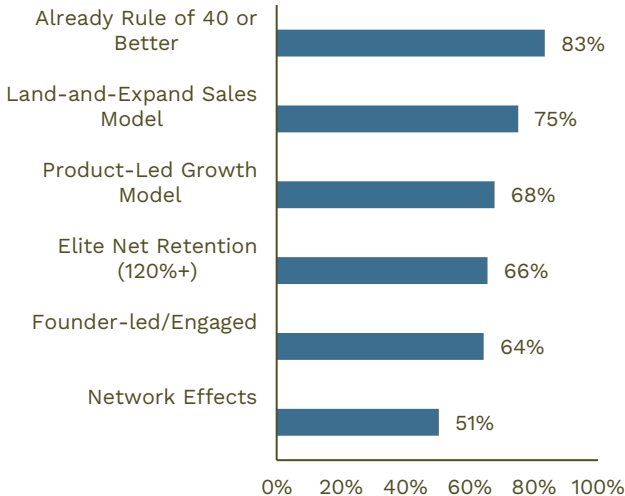 Already Rule of 40 or
Better
83%
Land-and-Expand Sales
Model
75%
Product-Led Growth
Model
68%
Elite Net Retention
(120%+)
66%
Founder-led/Engaged
64%
Network Effects
51%
0% 20% 40% 60% 80% 100%